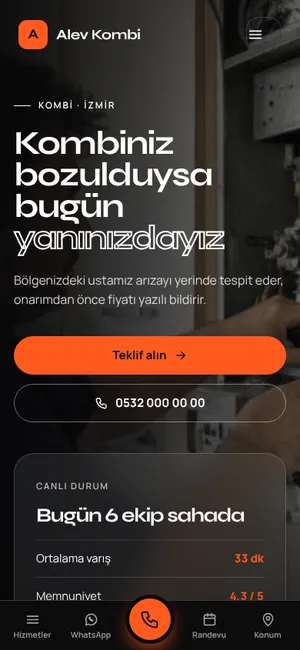 A Alev Kombi
KOMBİ · İZMİR
Kombiniz
bozulduysa
bugün
yanınızdayız
Bölgenizdeki ustamız arızayı yerinde tespit eder,
onarımdan önce fiyatı yazılı bildirir.
Teklif alın →
0532 000 00 00
CANLI DURUM
Bugün 6 ekip sahada
Ortalama varış 33 dk
Memnuniyet 4.3 / 5
Hizmetler WhatsApp Randevu Konum